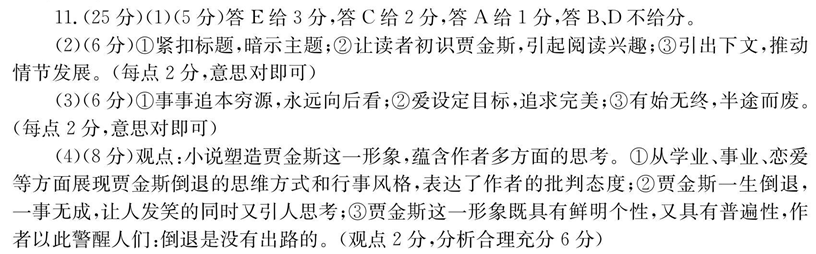 11.(25分)(1)(5分)答E给3分,答C给2分,答A给1分,答B、D不给分。
(2)(6分)①紧扣标题,暗示主题;②让读者初识贾金斯,引起阅读兴趣;③引出下文,推动
情节发展。(每点2分,意思对即可)
(3)(6分)①事事追本穷源,永远向后看;②爱设定目标,追求完美;③有始无终,半途而废。
(每点2分,意思对即可)
(4)(8分)观点:小说塑造贾金斯这一形象,蕴含作者多方面的思考。①从学业、事业、恋爱
等方面展现贾金斯倒退的思维方式和行事风格,表达了作者的批判态度;②贾金斯一生倒退,
一事无成,让人发笑的同时又引人思考;③贾金斯这一形象既具有鲜明个性,又具有普遍性,作
者以此警醒人们:倒退是没有出路的。(观点2分,分析合理充分6分)